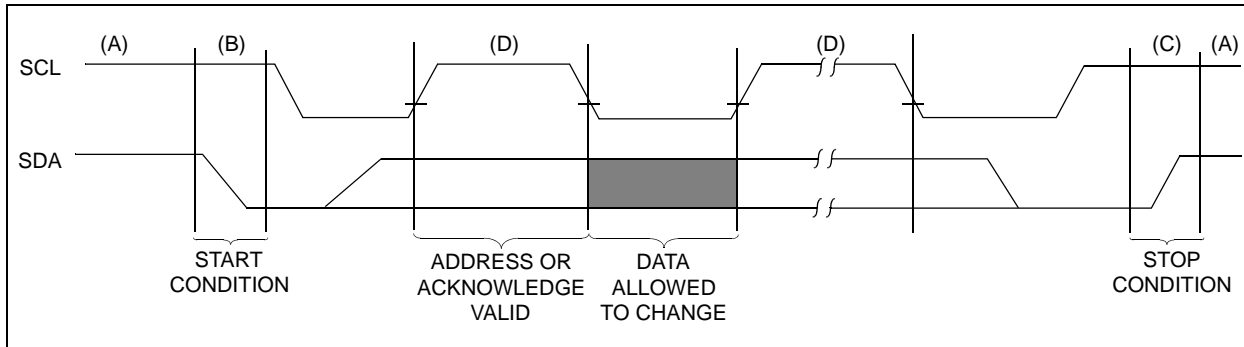 (A) (B) (D) (D) (C) (A)
SCL
SDA
START
CONDITION
ADDRESS OR
ACKNOWLEDGE
VALID
DATA
ALLOWED
TO CHANGE
STOP
CONDITION